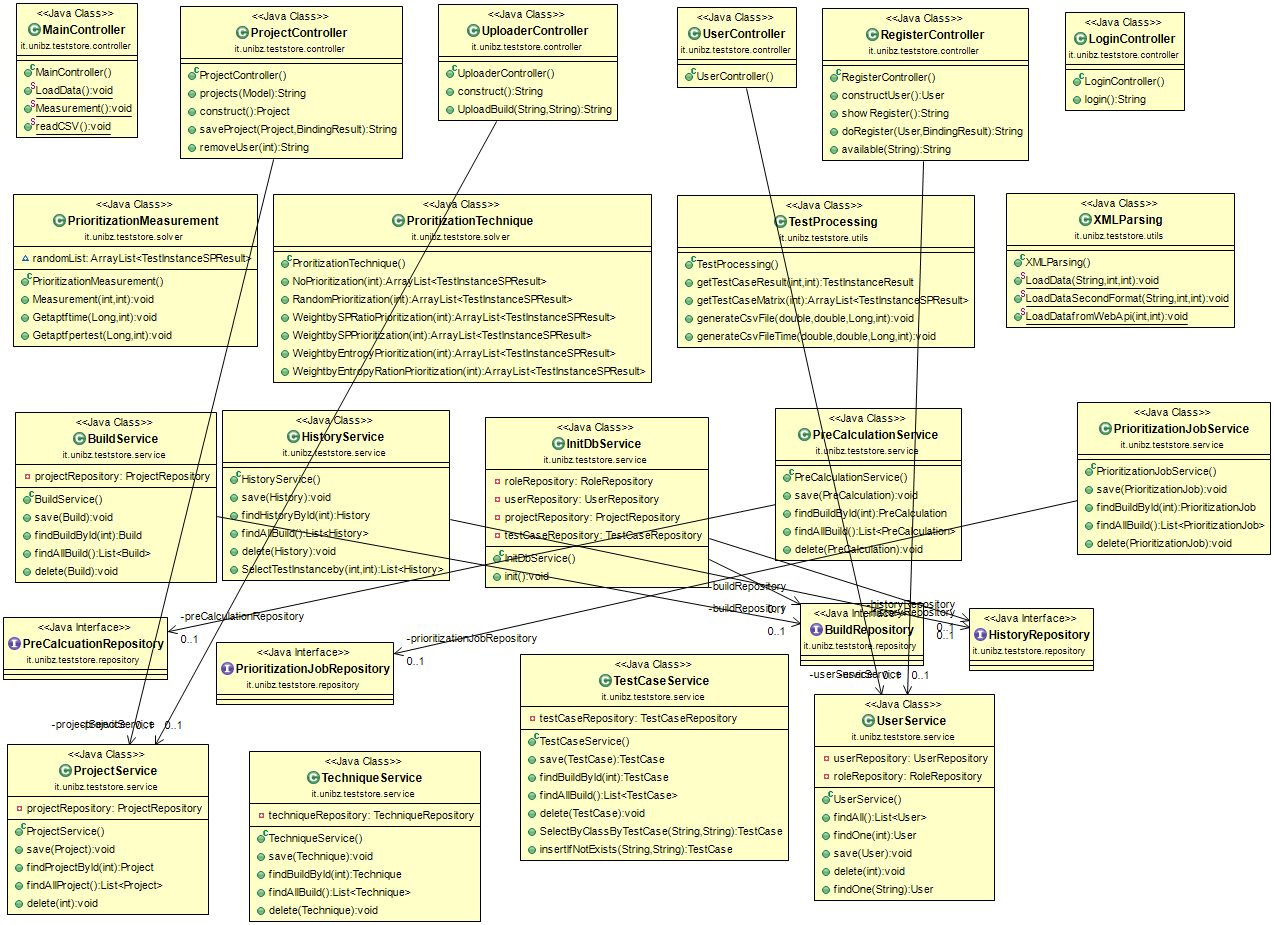 <<Java Class>>
MainController
it.unibz.teststore.controller
MainController()
LoadData():void
Measurement():void
readCSV():void
<<Java Class>>
ProjectController
it.unibz.teststore.controller
ProjectController()
projects(Model):String
construct():Project
saveProject(Project,BindingResult):String
removeUser(int):String
<<Java Class>>
UploaderController
it.unibz.teststore.controller
UploaderController()
construct():String
UploadBuild(String,String):String
<<Java Class>>
UserController
it.unibz.teststore.controller
UserController()
<<Java Class>>
RegisterController
it.unibz.teststore.controller
RegisterController()
constructUser():User
showRegister():String
doRegister(User,BindingResult):String
available(String):String
<<Java Class>>
LoginController
it.unibz.teststore.controller
LoginController()
login():String
<<Java Class>>
PrioritizationMeasurement
it.unibz.teststore.solver
randomList: ArrayList<TestInstanceSPResult>
PrioritizationMeasurement()
Measurement(int,int):void
Getaptftime(Long,int):void
Getaptfpertest(Long,int):void
<<Java Class>>
ProritizationTechnique
it.unibz.teststore.solver
ProritizationTechnique()
NoPrioritization(int):ArrayList<TestInstanceSPResult>
RandomPrioritization(int):ArrayList<TestInstanceSPResult>
WeightbySPRatioPrioritization(int):ArrayList<TestInstanceSPResult>
WeightbySPPrioritization(int):ArrayList<TestInstanceSPResult>
WeightbyEntropyPrioritization(int):ArrayList<TestInstanceSPResult>
WeightbyEntropyRationPrioritization(int):ArrayList<TestInstanceSPResult>
<<Java Class>>
TestProcessing
it.unibz.teststore.utils
TestProcessing()
getTestCaseResult(int,int):TestInstanceResult
getTestCaseMatrix(int):ArrayList<TestInstanceSPResult>
generateCsvFile(double,double,Long,int):void
generateCsvFileTime(double,double,Long,int):void
<<Java Class>>
XMLParsing
it.unibz.teststore.utils
XMLParsing()
LoadData(String,int,int):void
LoadDataSecondFormat(String,int,int):void
LoadDatafromWebApi(int,int):void
<<Java Class>>
BuildService
it.unibz.teststore.service
projectRepository: ProjectRepository
BuildService()
save(Build):void
findBuildById(int):Build
findAllBuild():List<Build>
delete(Build):void
<<Java Class>>
HistoryService
it.unibz.teststore.service
HistoryService()
save(History):void
findHistoryById(int):History
findAllBuild():List<History>
delete(History):void
SelectTestInstanceby(int,int):List<History>
<<Java Class>>
InitDbService
it.unibz.teststore.service
roleRepository: RoleRepository
userRepository: UserRepository
projectRepository: ProjectRepository
testCaseRepository: TestCaseRepository
InitDbService()
init():void
<<Java Class>>
PreCalculationService
it.unibz.teststore.service
PreCalculationService()
save(PreCalculation):void
findBuildById(int):PreCalculation
findAllBuild():List<PreCalculation>
delete(PreCalculation):void
<<Java Class>>
PrioritizationJobService
it.unibz.teststore.service
PrioritizationJobService()
save(PrioritizationJob):void
findBuildById(int):PrioritizationJob
findAllBuild():List<PrioritizationJob>
delete(PrioritizationJob):void
-preCalculationRepository
0..1
-prioritizationJobRepository
0..1
-buildRepository
0..1
-buildRepository
0..1
-historyRepository
0..1
0..1
<<Java Interface>>
PreCalcuationRepository
it.unibz.teststore.repository
<<Java Interface>>
PrioritizationJobRepository
it.unibz.teststore.repository
<<Java Interface>>
BuildRepository
it.unibz.teststore.repository
<<Java Interface>>
HistoryRepository
it.unibz.teststore.repository
-userService
0..1
0..1
-projectService
0..1
0..1
<<Java Class>>
ProjectService
it.unibz.teststore.service
projectRepository: ProjectRepository
ProjectService()
save(Project):void
findProjectById(int):Project
findAllProject():List<Project>
delete(int):void
<<Java Class>>
TechniqueService
it.unibz.teststore.service
techniqueRepository: TechniqueRepository
TechniqueService()
save(Technique):void
findBuildById(int):Technique
findAllBuild():List<Technique>
delete(Technique):void
<<Java Class>>
TestCaseService
it.unibz.teststore.service
testCaseRepository: TestCaseRepository
TestCaseService()
save(TestCase):TestCase
findBuildById(int):TestCase
findAllBuild():List<TestCase>
delete(TestCase):void
SelectByClassByTestCase(String,String):TestCase
insertIfNotExists(String,String):TestCase
<<Java Class>>
UserService
it.unibz.teststore.service
userRepository: UserRepository
roleRepository: RoleRepository
UserService()
findAll():List<User>
findOne(int):User
save(User):void
delete(int):void
findOne(String):User